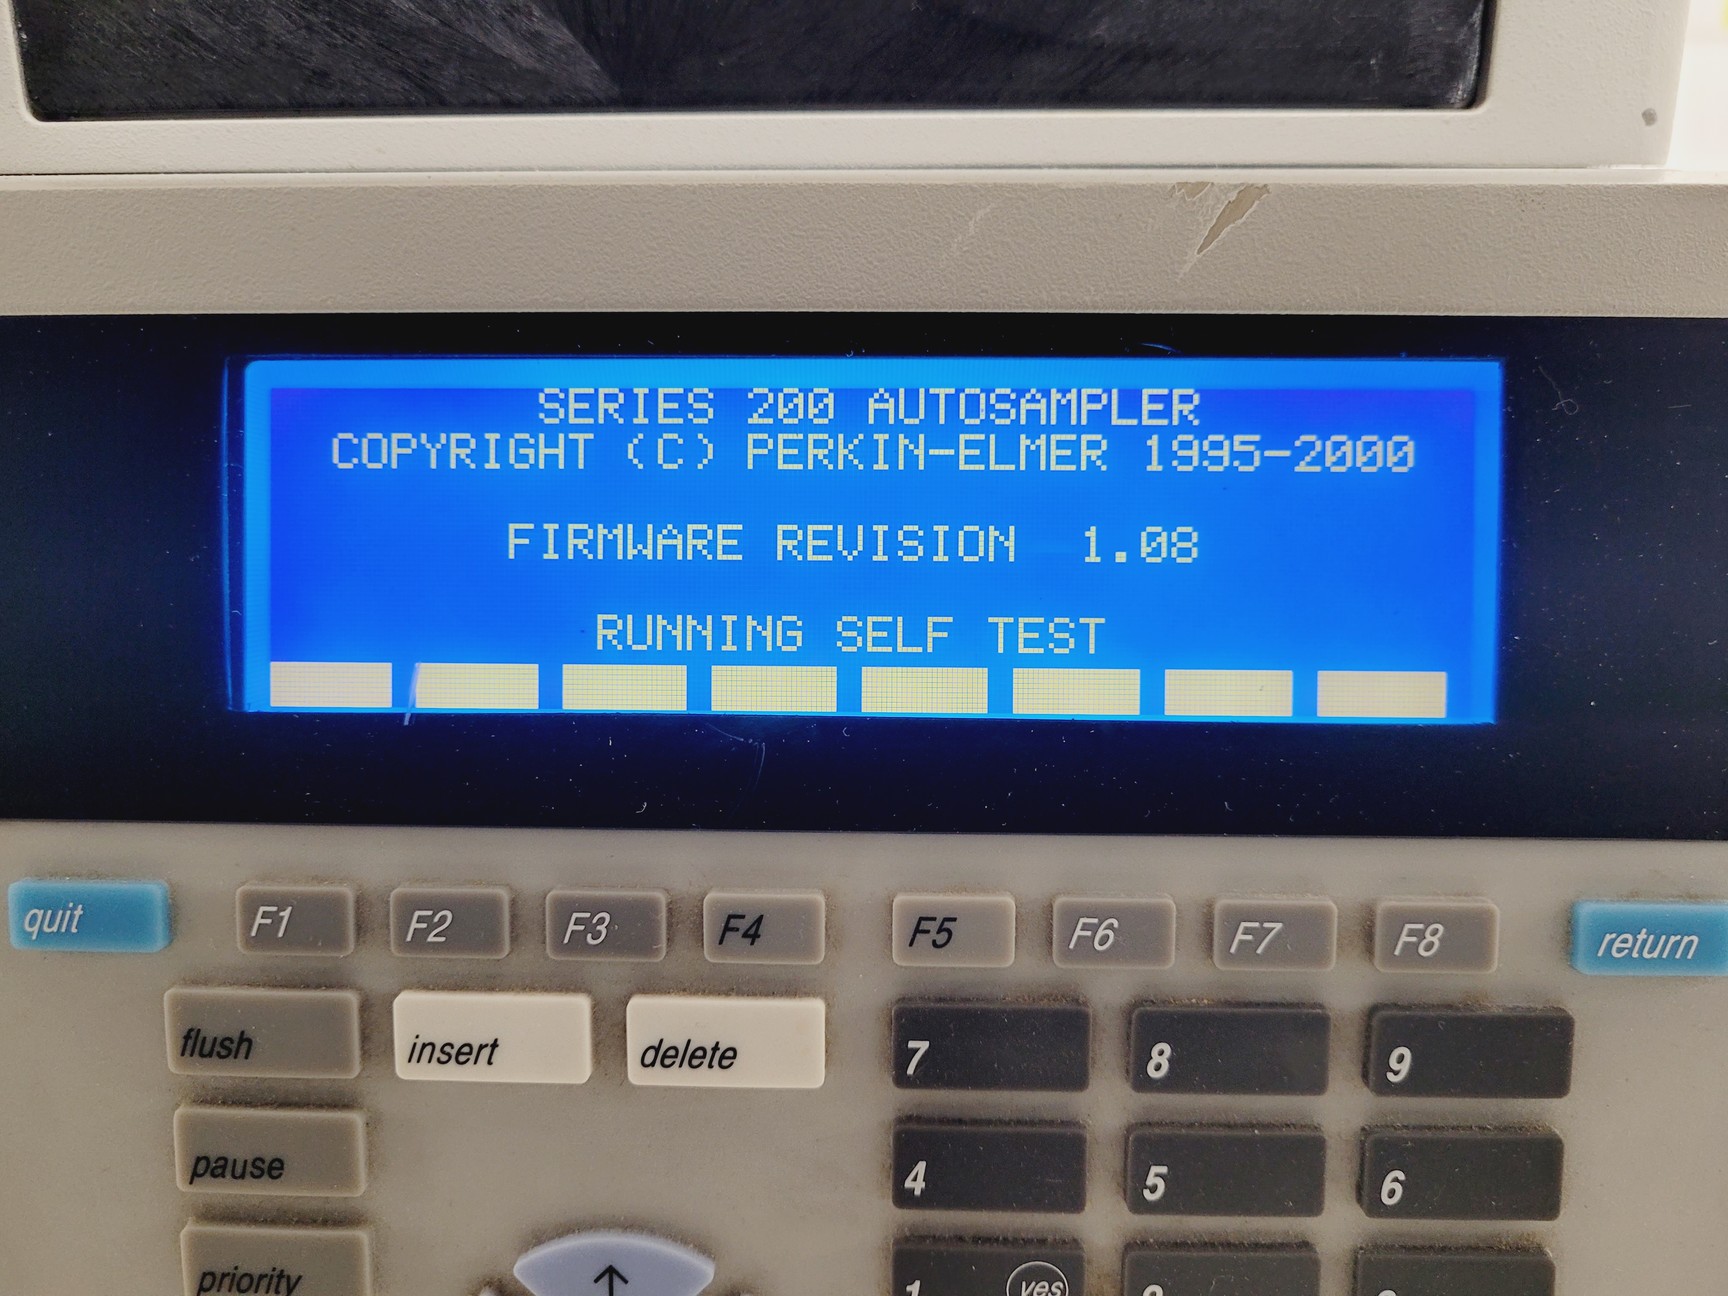 SERIES 200 AUTOSAMPLER
COPYRIGHT (C) PERKIN-ELMER 1995-2000
FIRMWARE REVISION 1.08
RUNNING SELF TEST
quit F1 F2 F3 F4 F5 F6 F7 F8 return
flush insert delete 7 8 9
pause 4 5 6
priority ↑ 1 yes